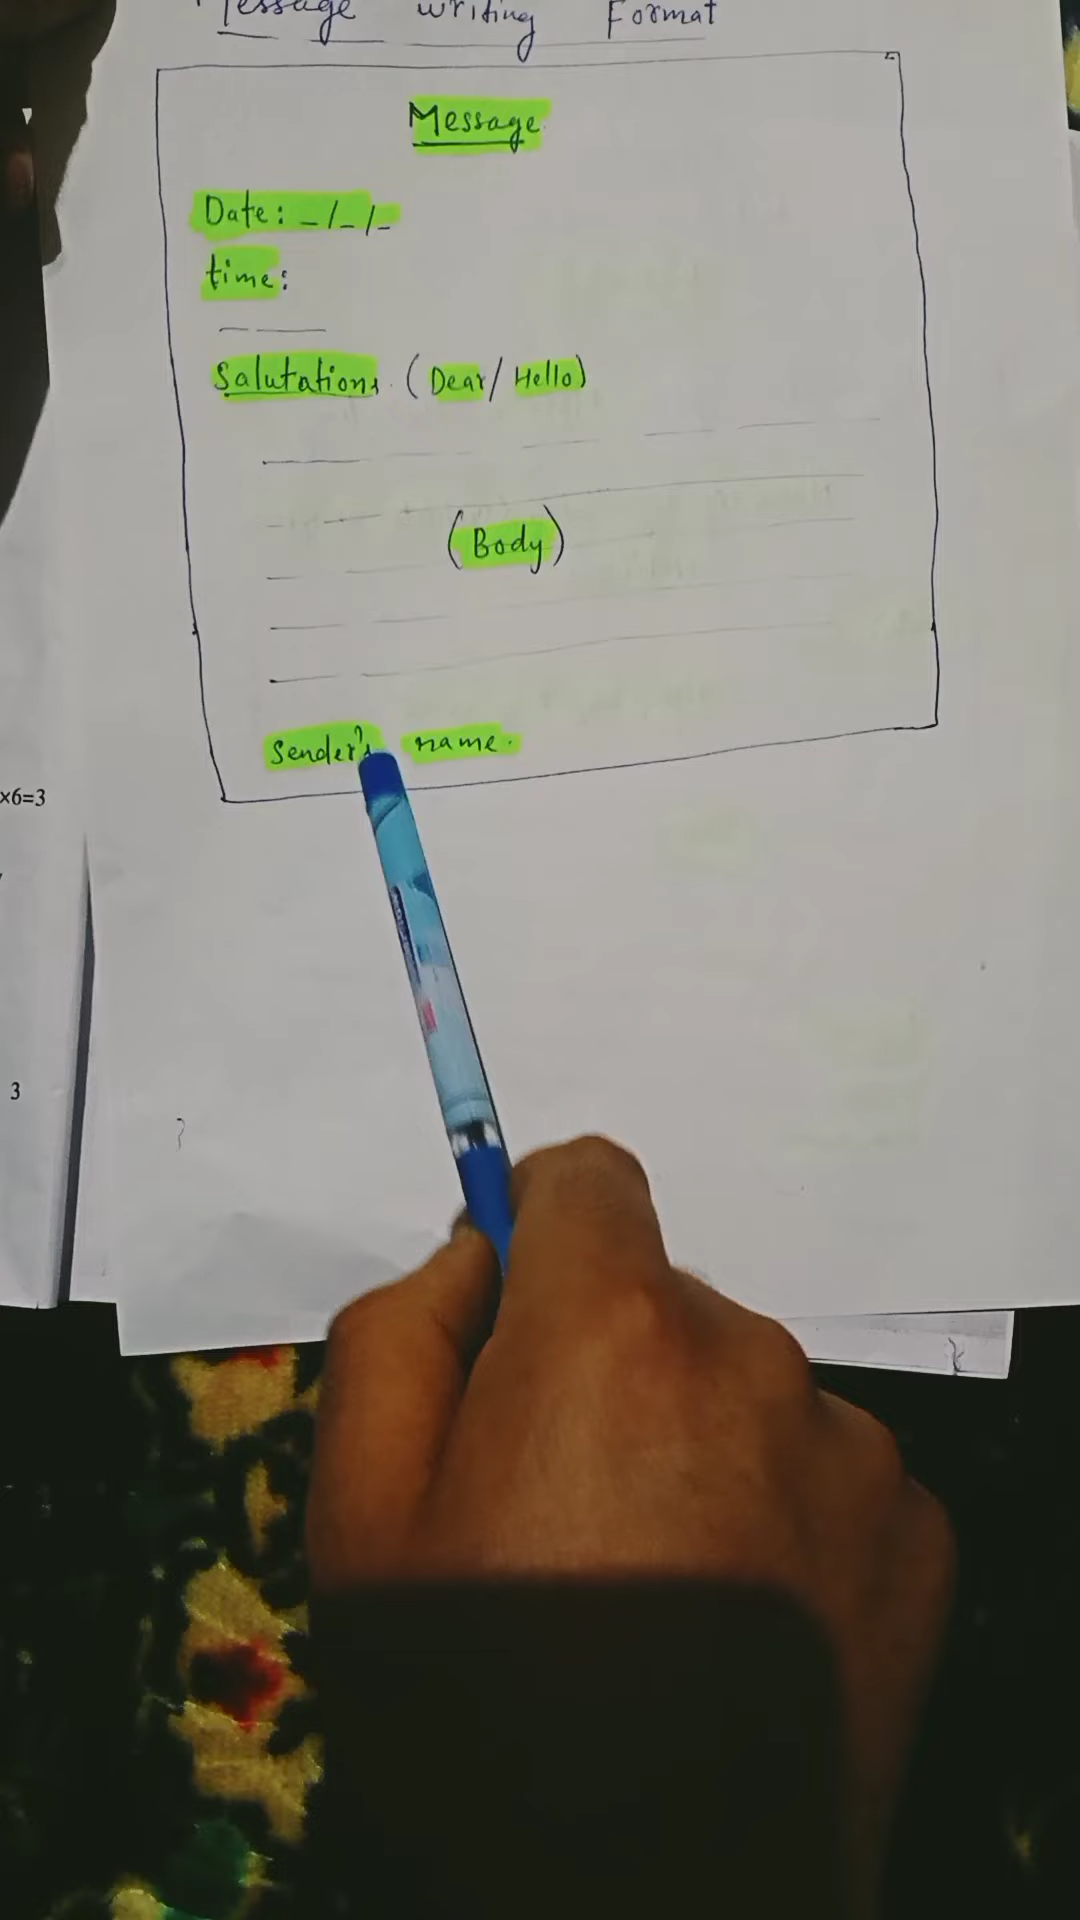 Message writing Format
Message
Date: _/_/_
time:
Salutations (Dear/Hello)
(Body)
Sender's name.
×6=3
3